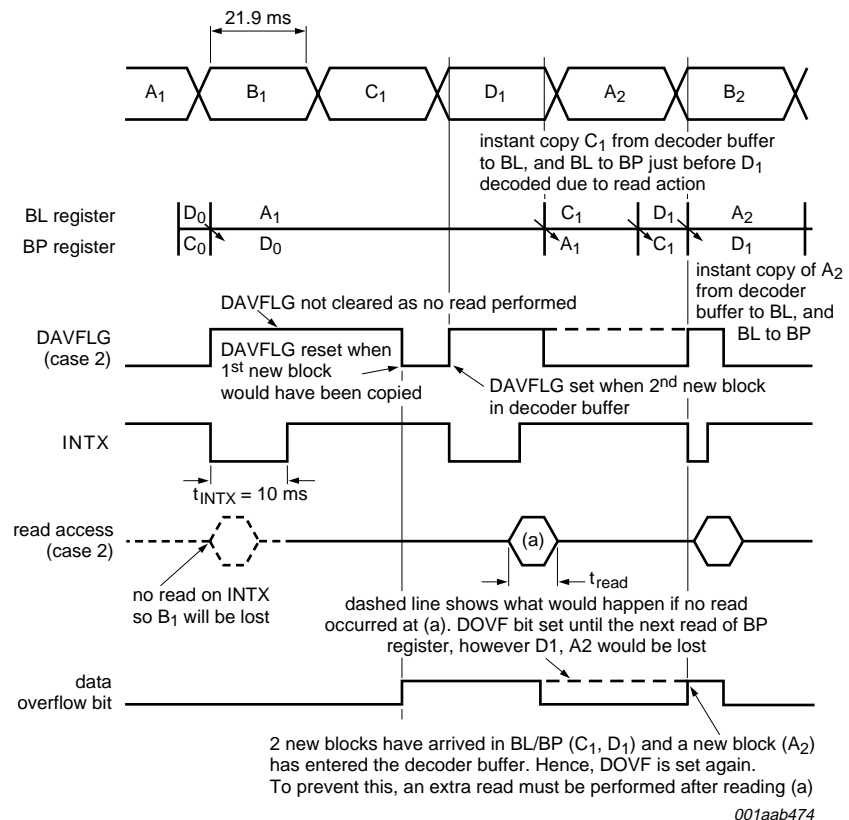 21.9 ms
A1 B1 C1 D1 A2 B2
instant copy C1 from decoder buffer
to BL, and BL to BP just before D1
decoded due to read action
BL register D0 A1 C1 D1 A2
BP register C0 D0 A1 C1 D1
instant copy of A2
from decoder
buffer to BL, and
BL to BP
DAVFLG not cleared as no read performed
DAVFLG
(case 2)
DAVFLG reset when
1st new block
would have been copied
DAVFLG set when 2nd new block
in decoder buffer
INTX
tINTX = 10 ms
read access
(case 2)
(a)
no read on INTX
so B1 will be lost
tread
dashed line shows what would happen if no read
occurred at (a). DOVF bit set until the next read of BP
register, however D1, A2 would be lost
data
overflow bit
2 new blocks have arrived in BL/BP (C1, D1) and a new block (A2)
has entered the decoder buffer. Hence, DOVF is set again.
To prevent this, an extra read must be performed after reading (a)
001aab474